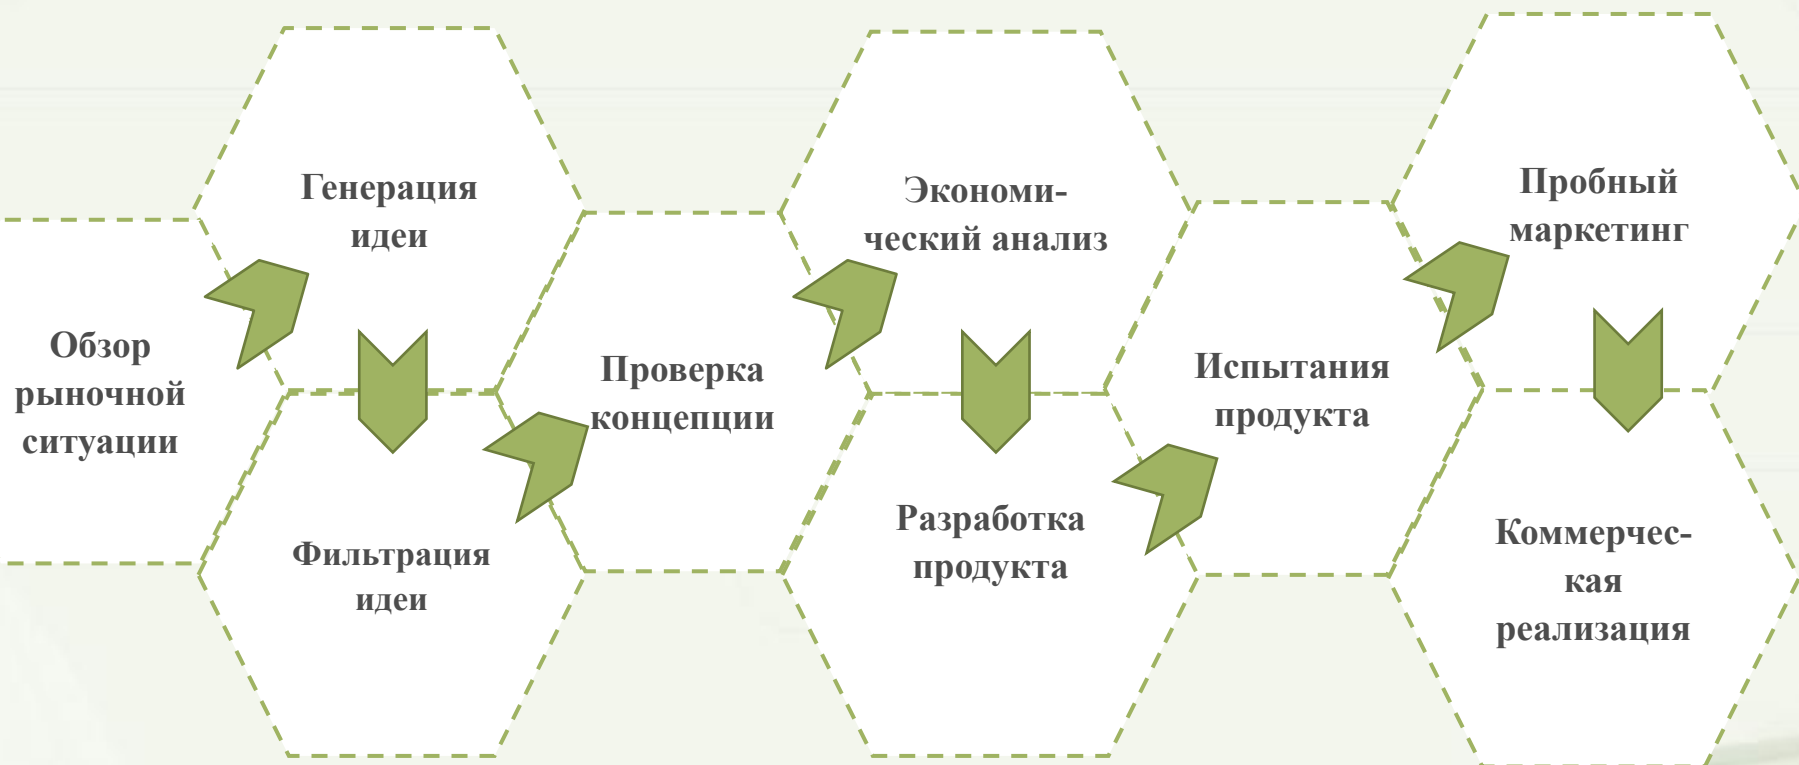 Обзор
рыночной
ситуации
Генерация
идеи
Фильтрация
идеи
Проверка
концепции
Экономи-
ческий анализ
Разработка
продукта
Испытания
продукта
Пробный
маркетинг
Коммерчес-
кая
реализация